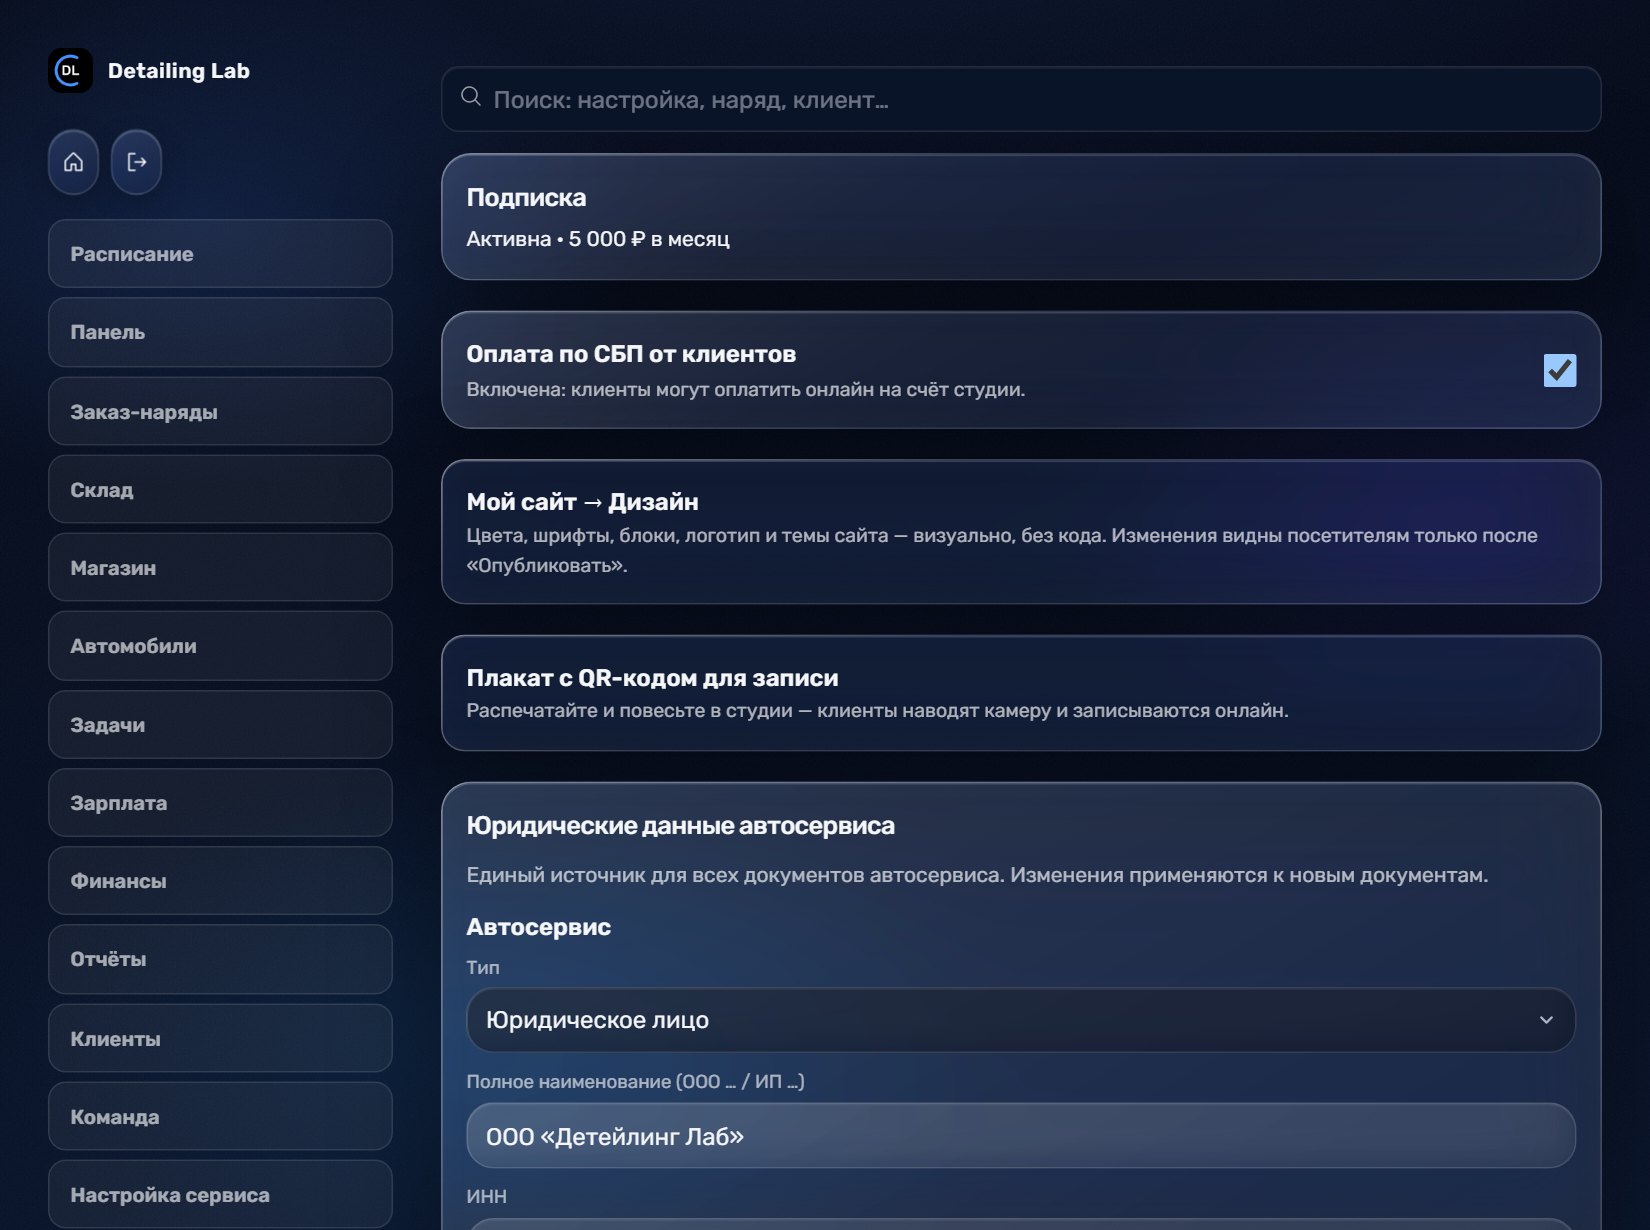 DL
Detailing Lab
Расписание
Панель
Заказ-наряды
Склад
Магазин
Автомобили
Задачи
Зарплата
Финансы
Отчёты
Клиенты
Команда
Настройка сервиса
Поиск: настройка, наряд, клиент...
Подписка
Активна • 5 000 ₽ в месяц
Оплата по СБП от клиентов
Включена: клиенты могут оплатить онлайн на счёт студии.
Мой сайт → Дизайн
Цвета, шрифты, блоки, логотип и темы сайта — визуально, без кода. Изменения видны посетителям только после
«Опубликовать».
Плакат с QR-кодом для записи
Распечатайте и повесьте в студии — клиенты наводят камеру и записываются онлайн.
Юридические данные автосервиса
Единый источник для всех документов автосервиса. Изменения применяются к новым документам.
Автосервис
Тип
Юридическое лицо
Полное наименование (ООО ... / ИП ...)
ООО «Детейлинг Лаб»
ИНН